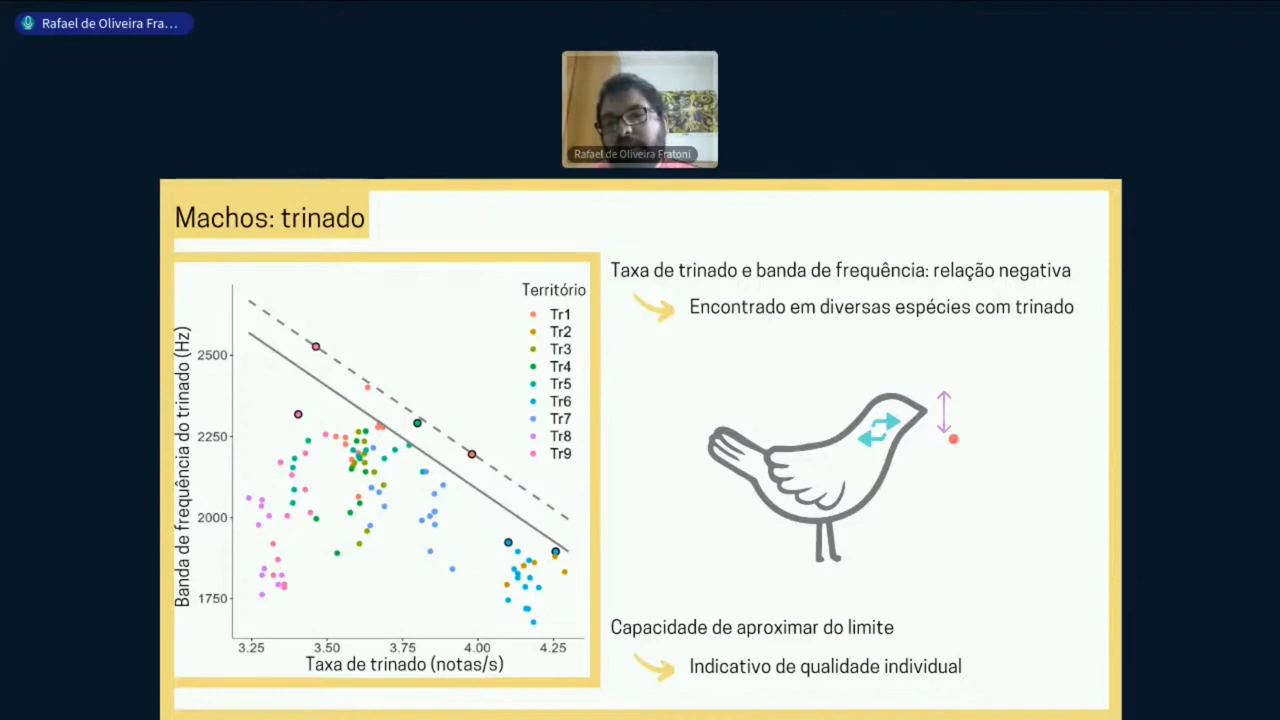 Rafael de Oliveira Fra...
Rafael de Oliveira Fratoni
Machos: trinado
Taxa de trinado e banda de frequência: relação negativa
Encontrado em diversas espécies com trinado
Território
Tr1
Tr2
Tr3
Tr4
Tr5
Tr6
Tr7
Tr8
Tr9
Banda de frequência do trinado (Hz)
2500
2250
2000
1750
3.25 3.50 3.75 4.00 4.25
Taxa de trinado (notas/s)
Capacidade de aproximar do limite
Indicativo de qualidade individual